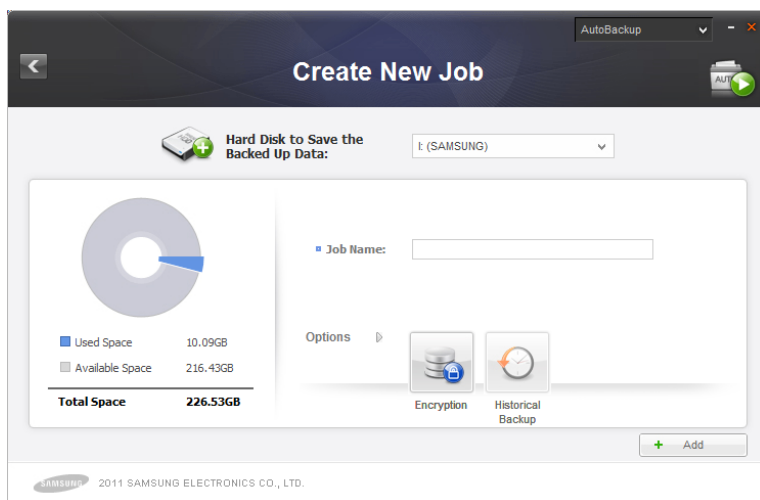 AutoBackup
Create New Job
AUTO
Hard Disk to Save the
Backed Up Data:
I: (SAMSUNG)
Job Name:
Used Space 10.09GB
Available Space 216.43GB
Total Space 226.53GB
Options
Encryption
Historical
Backup
+ Add
SAMSUNG 2011 SAMSUNG ELECTRONICS CO., LTD.